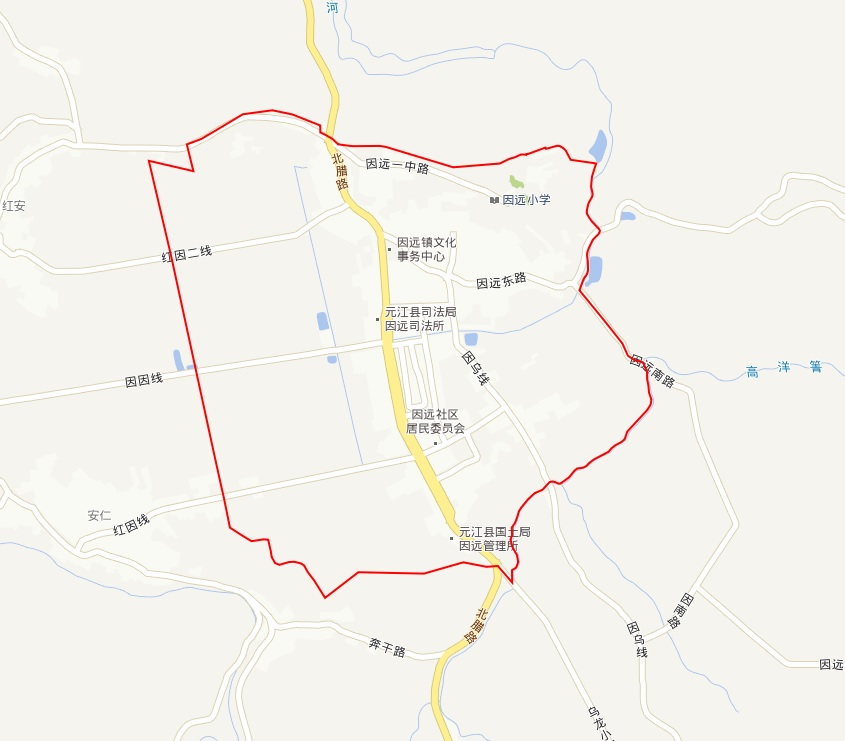 河
北腊路
因远一中路
因远小学
红安
红因二线
因远镇文化
事务中心
因远东路
元江县司法局
因远司法所
因乌线
因远南路
高洋箐
因因线
因远社区
居民委员会
安仁
红因线
元江县国土局
因远管理所
北腊路
奔干路
因乌线
因南路
因远
乌龙小